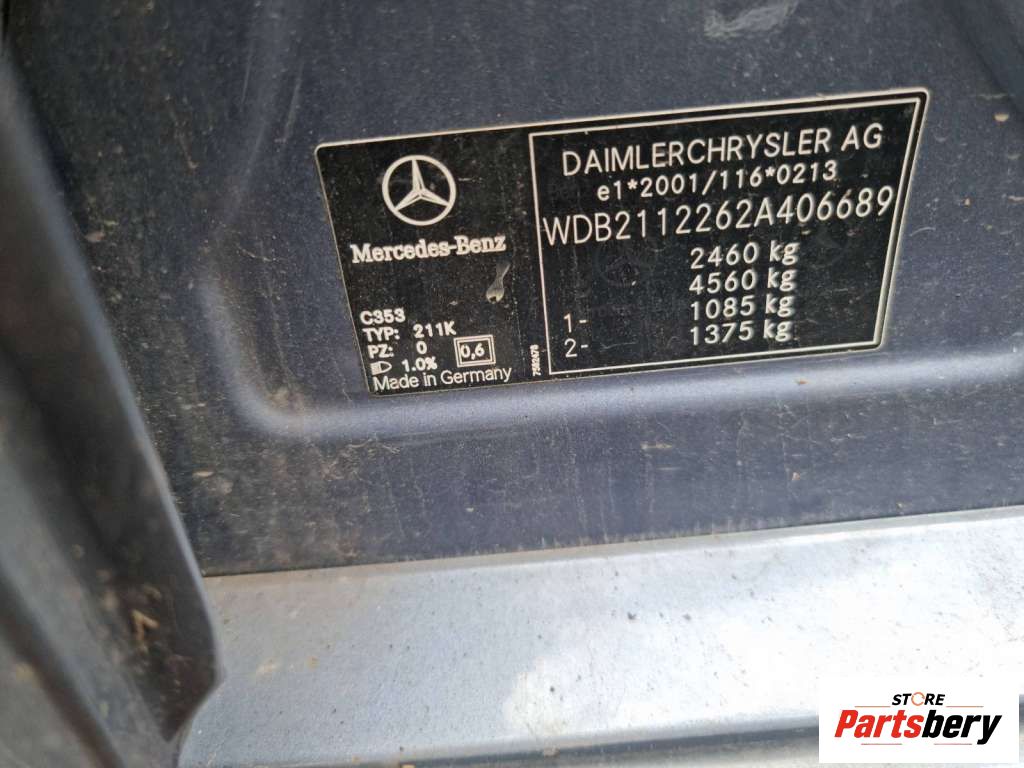 Mercedes-Benz
C353
TYP: 211K
PZ: 0
1.0%
0,6
Made in Germany
7592478
DAIMLERCHRYSLER AG
e1*2001/116*0213
WDB2112262A406689
2460 kg
4560 kg
1- 1085 kg
2- 1375 kg
STORE
Partsbery